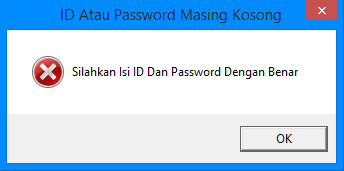 ID Atau Password Masing Kosong
Silahkan Isi ID Dan Password Dengan Benar
OK